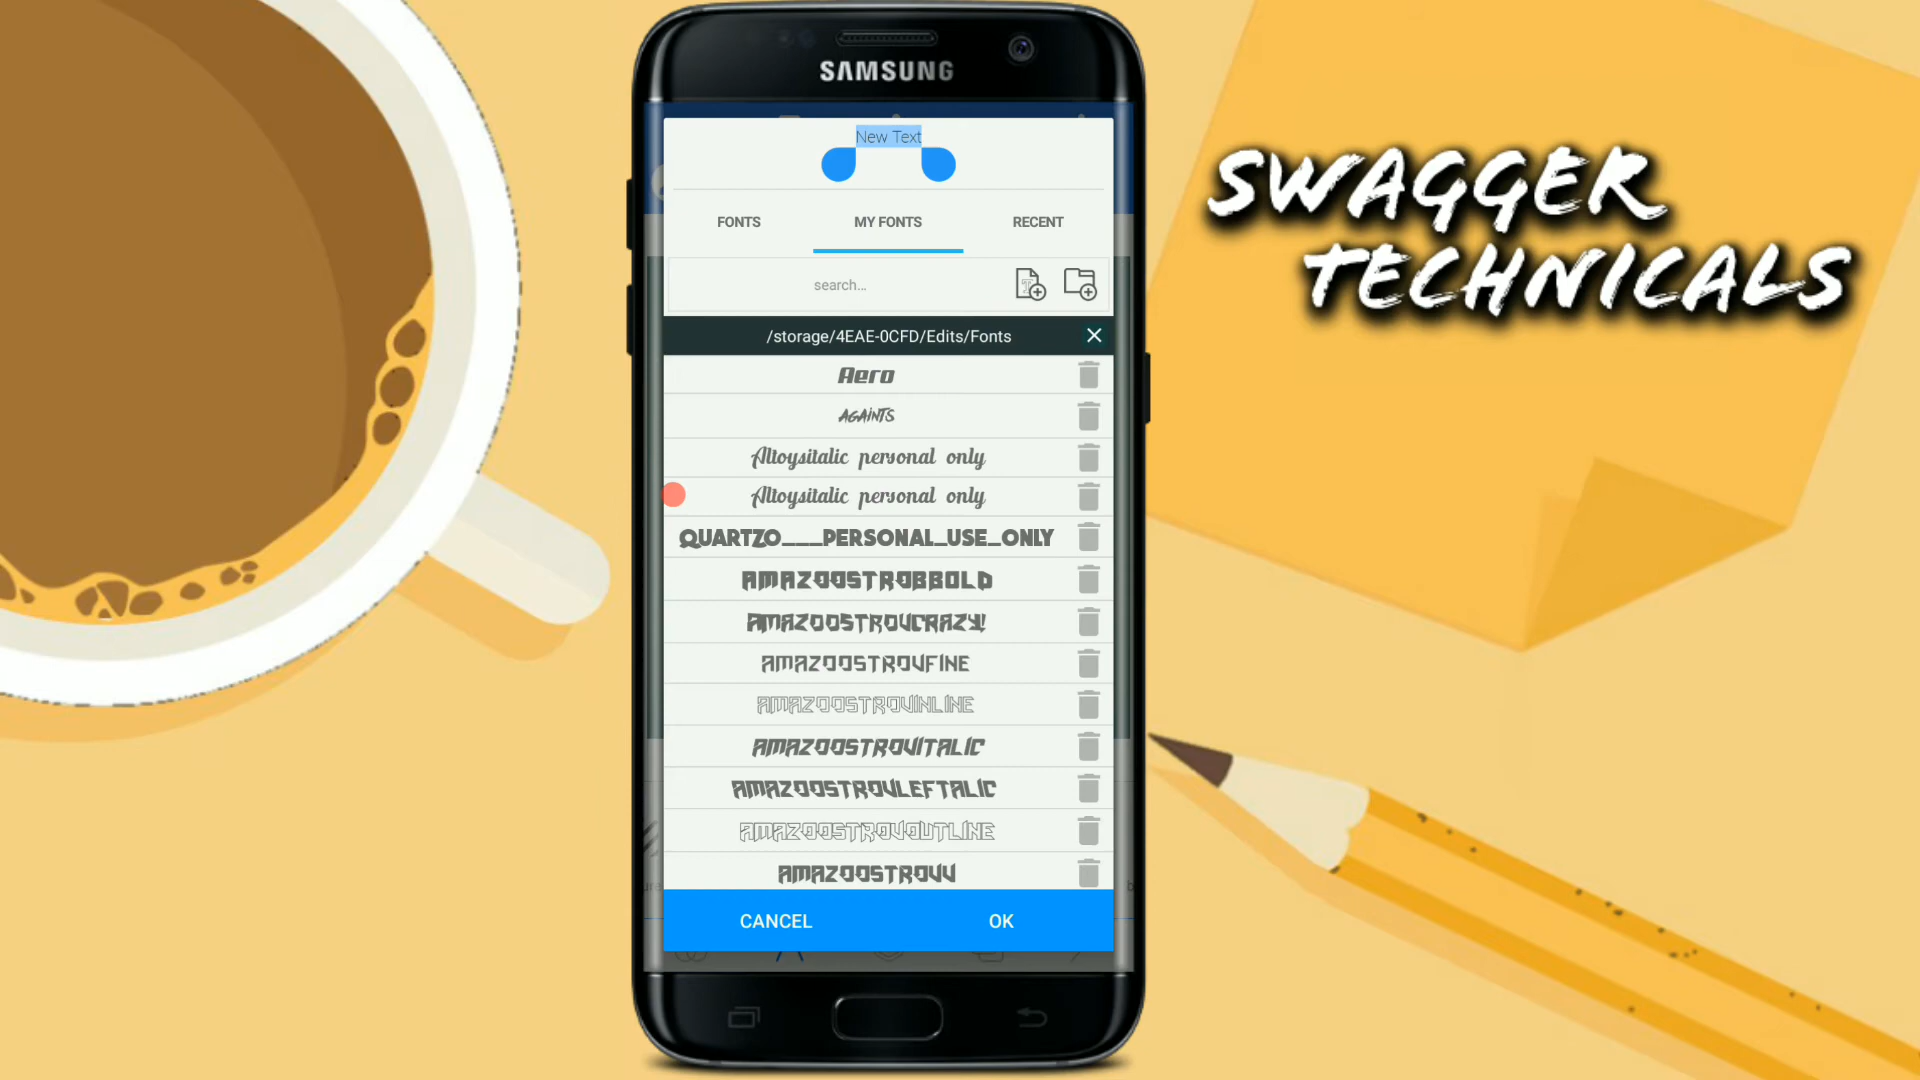 SAMSUNG
New Text
FONTS MY FONTS RECENT
search...
/storage/4EAE-0CFD/Edits/Fonts
Aero
AGAINTS
Altoysitalic personal only
Altoysitalic personal only
QUARTZO___PERSONAL_USE_ONLY
AMAZOOSTROBBOLD
AMAZOOSTROVCRAZY!
AMAZOOSTROVFINE
AMAZOOSTROVINLINE
AMAZOOSTROVITALIC
AMAZOOSTROVLEFTALIC
AMAZOOSTROVOUTLINE
AMAZOOSTROVV
CANCEL OK
SWAGGER
TECHNICALS